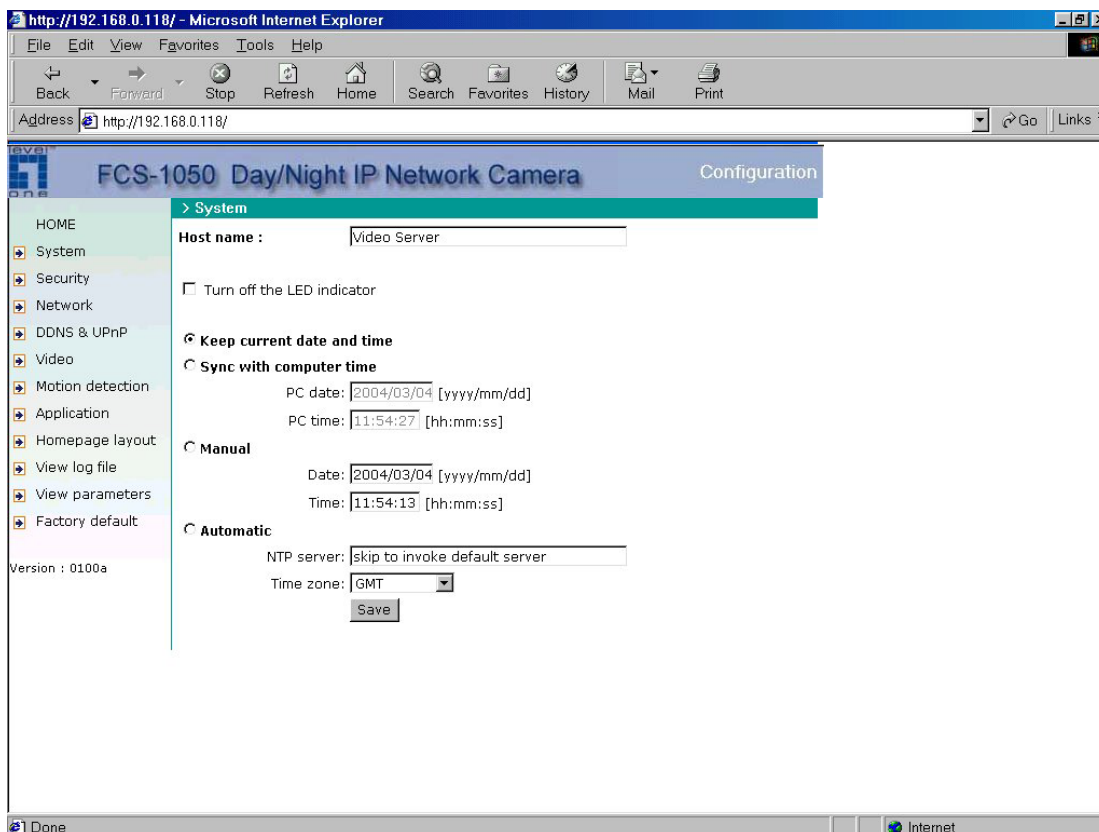 http://192.168.0.118/ - Microsoft Internet Explorer
File Edit View Favorites Tools Help
Back Forward Stop Refresh Home Search Favorites History Mail Print
Address http://192.168.0.118/ Go Links
level one
FCS-1050 Day/Night IP Network Camera Configuration
HOME
System
Security
Network
DDNS & UPnP
Video
Motion detection
Application
Homepage layout
View log file
View parameters
Factory default
Version : 0100a
> System
Host name : Video Server
Turn off the LED indicator
Keep current date and time
Sync with computer time
PC date: 2004/03/04 [yyyy/mm/dd]
PC time: 11:54:27 [hh:mm:ss]
Manual
Date: 2004/03/04 [yyyy/mm/dd]
Time: 11:54:13 [hh:mm:ss]
Automatic
NTP server: skip to invoke default server
Time zone: GMT
Save
Done Internet